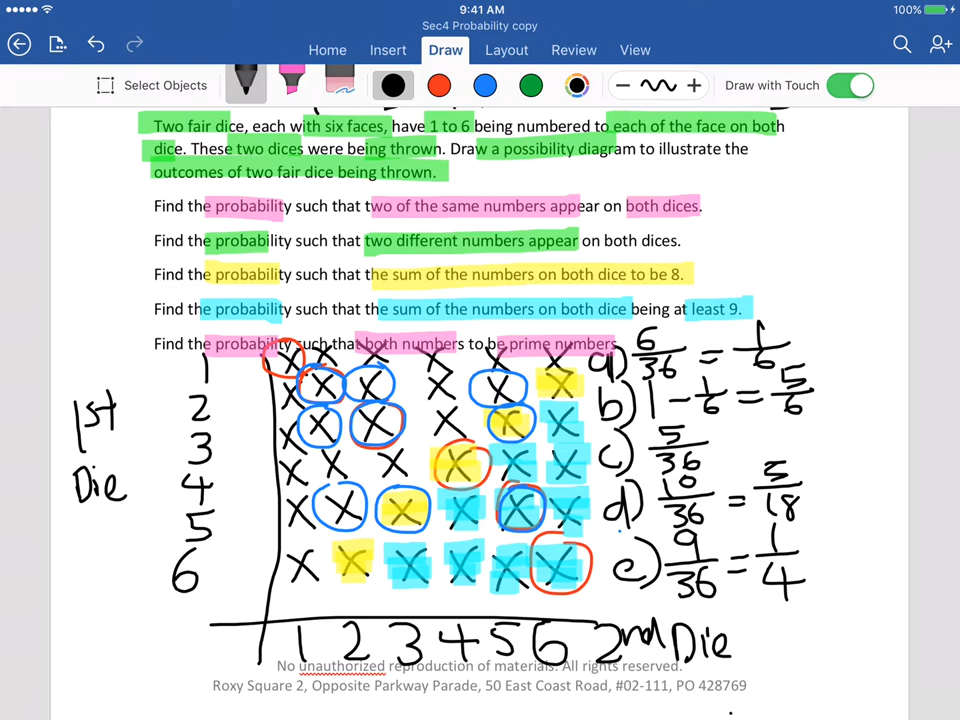 9:41 AM
100%
Sec4 Probability copy
Home Insert Draw Layout Review View
Select Objects
Draw with Touch
Two fair dice, each with six faces, have 1 to 6 being numbered to each of the face on both
dice. These two dices were being thrown. Draw a possibility diagram to illustrate the
outcomes of two fair dice being thrown.
Find the probability such that two of the same numbers appear on both dices.
Find the probability such that two different numbers appear on both dices.
Find the probability such that the sum of the numbers on both dice to be 8.
Find the probability such that the sum of the numbers on both dice being at least 9.
Find the probability such that both numbers to be prime numbers
1 X X X X X X a) 6/36 = 1/6
2 X X X X X X b) 1 - 1/6 = 5/6
1st
3 X X X X X X c) 5/36
4 X X X X X X
Die
d) 10/36 = 5/18
5 X X X X X X
6 X X X X X X e) 9/36 = 1/4
1 2 3 4 5 6 2nd Die
No unauthorized reproduction of materials. All rights reserved.
Roxy Square 2, Opposite Parkway Parade, 50 East Coast Road, #02-111, PO 428769